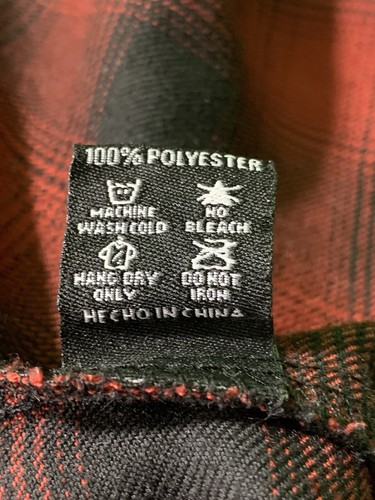 100% POLYESTER
MACHINE WASH COLD
NO BLEACH
HANG DRY ONLY
DO NOT IRON
HECHO IN CHINA